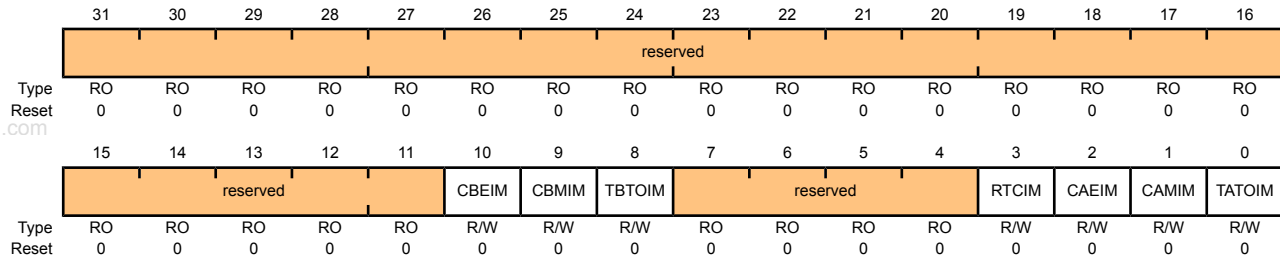 31 30 29 28 27 26 25 24 23 22 21 20 19 18 17 16
reserved
Type RO RO RO RO RO RO RO RO RO RO RO RO RO RO RO RO
Reset 0 0 0 0 0 0 0 0 0 0 0 0 0 0 0 0
.com
15 14 13 12 11 10 9 8 7 6 5 4 3 2 1 0
reserved CBEIM CBMIM TBTOIM reserved RTCIM CAEIM CAMIM TATOIM
Type RO RO RO RO RO R/W R/W R/W RO RO RO RO R/W R/W R/W R/W
Reset 0 0 0 0 0 0 0 0 0 0 0 0 0 0 0 0